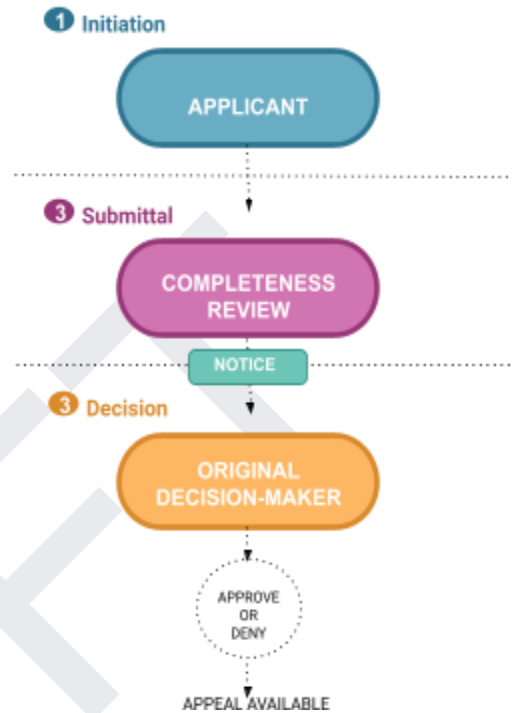 1 Initiation
APPLICANT
3 Submittal
COMPLETENESS
REVIEW
NOTICE
3 Decision
ORIGINAL
DECISION-MAKER
APPROVE
OR
DENY
APPEAL AVAILABLE